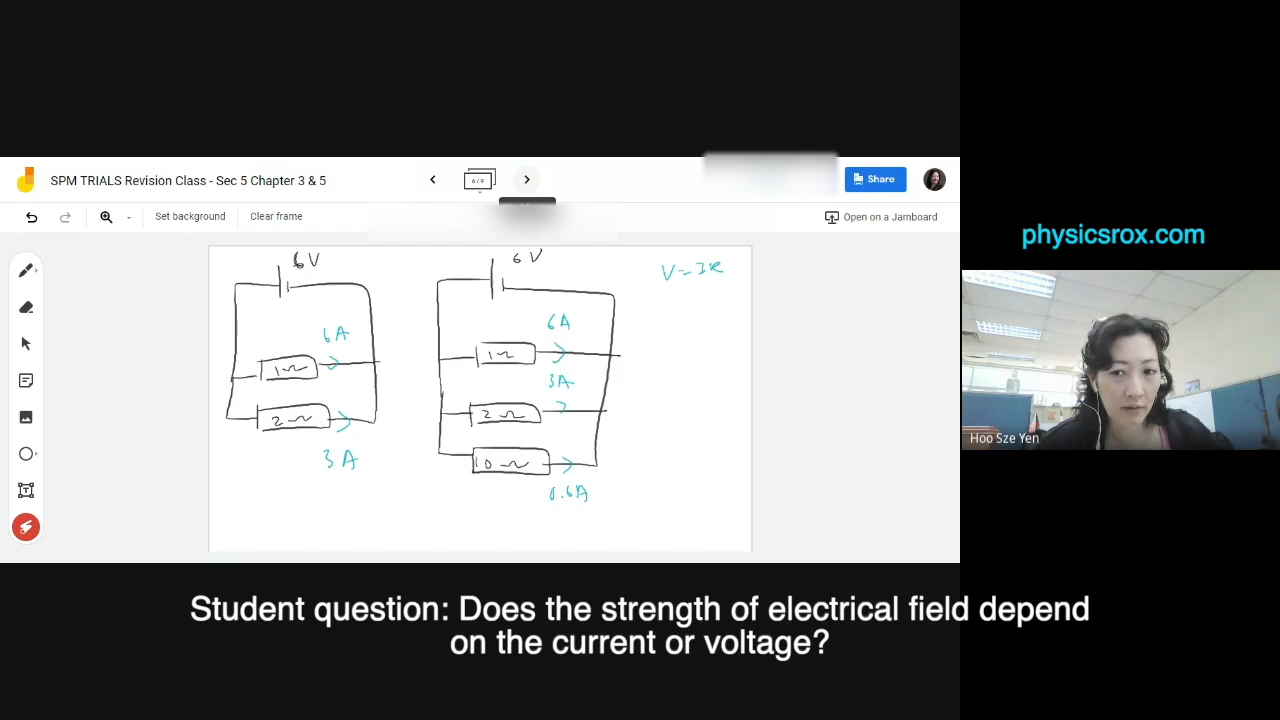 SPM TRIALS Revision Class - Sec 5 Chapter 3 & 5
6 / 9
Share
Set background
Clear frame
Open on a Jamboard
physicsrox.com
6V
6V
V=IR
6A
6A
1Ω
1Ω
3A
2Ω
2Ω
3A
10Ω
0.6A
Hoo Sze Yen
Student question: Does the strength of electrical field depend
on the current or voltage?